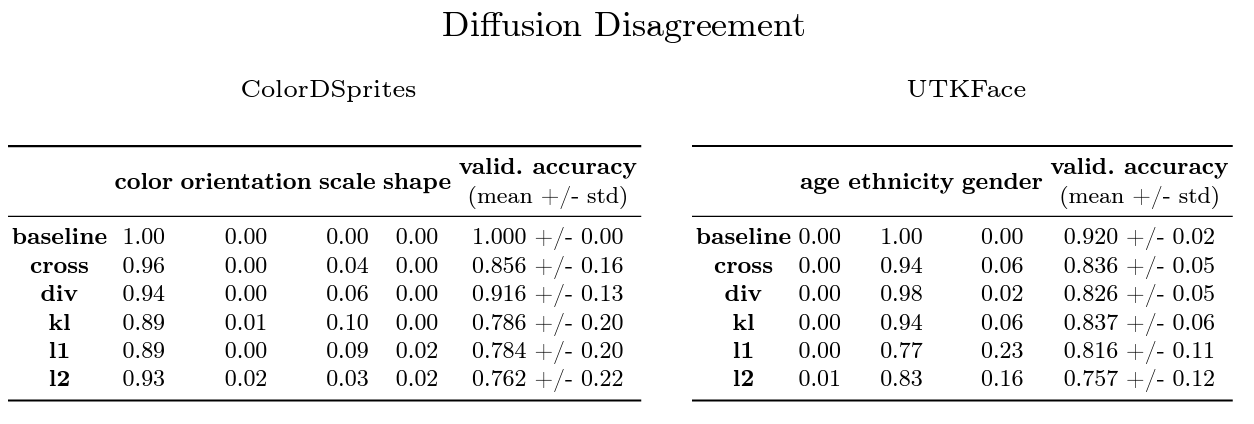 Diffusion Disagreement
ColorDSprites
color orientation scale shape valid. accuracy
(mean +/- std)
baseline 1.00 0.00 0.00 0.00 1.000 +/- 0.00
cross 0.96 0.00 0.04 0.00 0.856 +/- 0.16
div 0.94 0.00 0.06 0.00 0.916 +/- 0.13
kl 0.89 0.01 0.10 0.00 0.786 +/- 0.20
l1 0.89 0.00 0.09 0.02 0.784 +/- 0.20
l2 0.93 0.02 0.03 0.02 0.762 +/- 0.22
UTKFace
age ethnicity gender valid. accuracy
(mean +/- std)
baseline 0.00 1.00 0.00 0.920 +/- 0.02
cross 0.00 0.94 0.06 0.836 +/- 0.05
div 0.00 0.98 0.02 0.826 +/- 0.05
kl 0.00 0.94 0.06 0.837 +/- 0.06
l1 0.00 0.77 0.23 0.816 +/- 0.11
l2 0.01 0.83 0.16 0.757 +/- 0.12